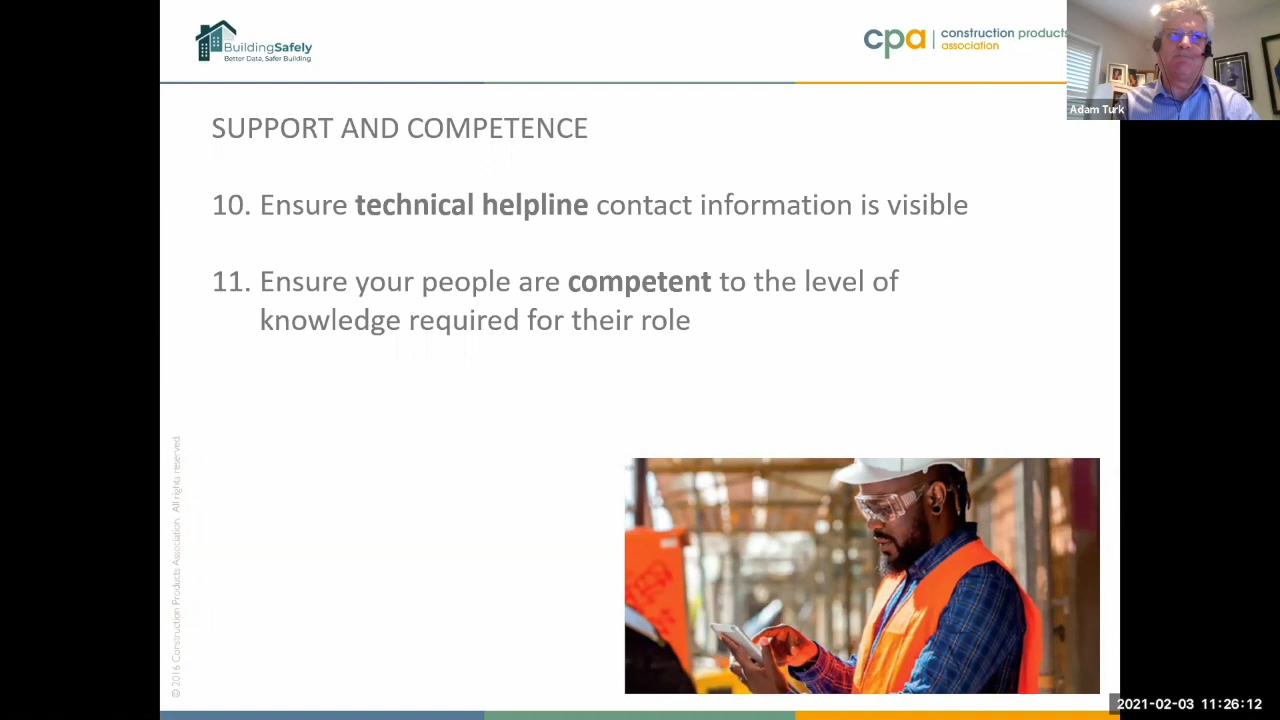 BuildingSafely
Better Data, Safer Building
cpa
construction products
association
Adam Turk
SUPPORT AND COMPETENCE
10. Ensure technical helpline contact information is visible
11. Ensure your people are competent to the level of
knowledge required for their role
© 2016 Construction Products Association. All rights reserved.
2021-02-03 11:26:12